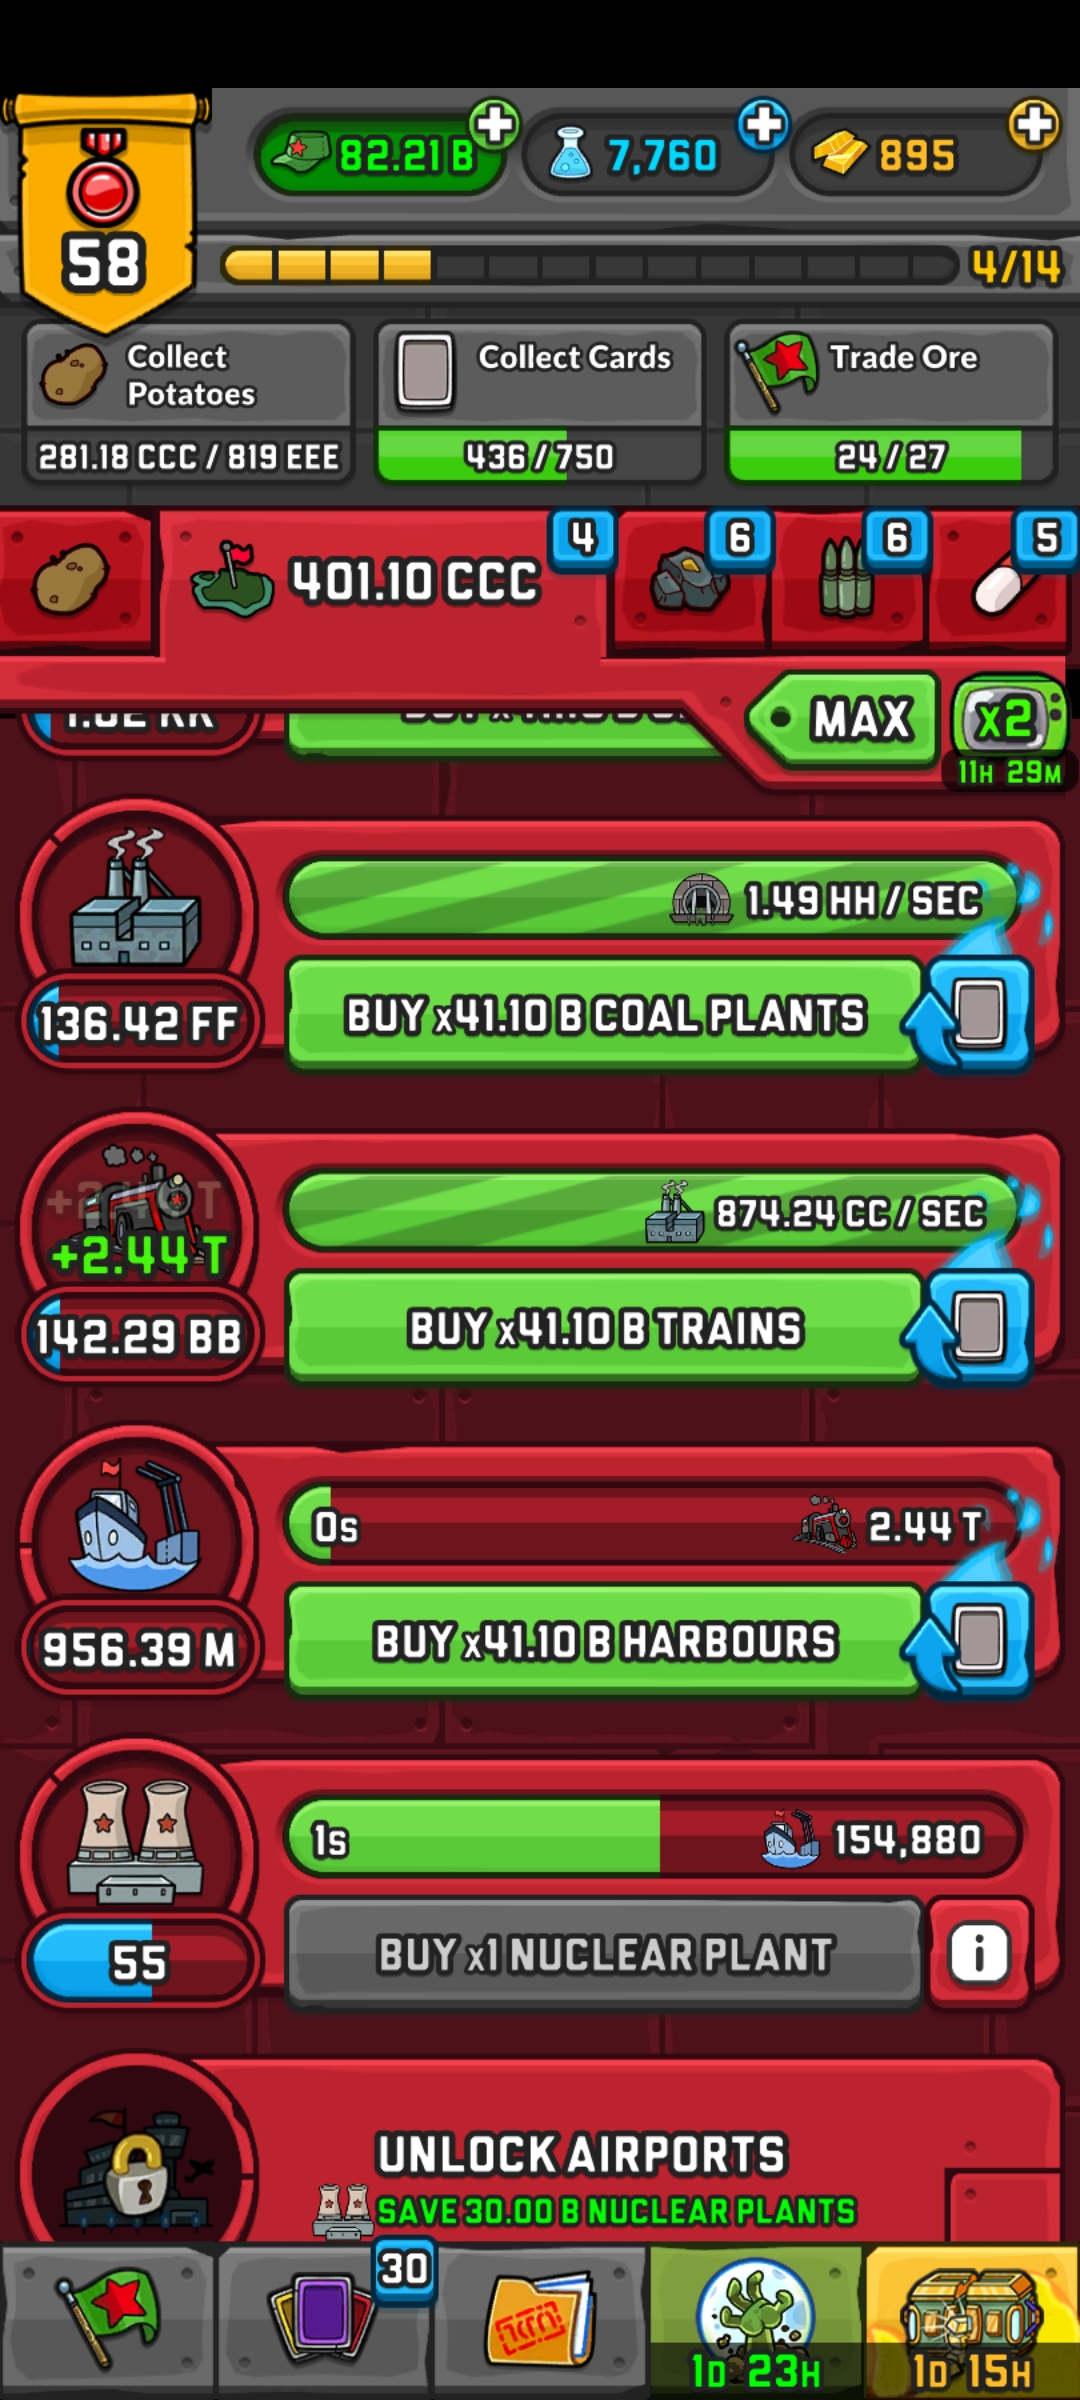 82.21 B
7,760
895
58
4/14
Collect
Potatoes
Collect Cards
Trade Ore
281.18 CCC / 819 EEE
436 / 750
24 / 27
401.10 CCC
4
6
6
5
MAX
x2
11H 29M
1.49 HH / SEC
136.42 FF
BUY x41.10 B COAL PLANTS
874.24 CC / SEC
+2.44 T
142.29 BB
BUY x41.10 B TRAINS
0s
2.44 T
956.39 M
BUY x41.10 B HARBOURS
1s
154,880
55
BUY x1 NUCLEAR PLANT
i
UNLOCK AIRPORTS
SAVE 30.00 B NUCLEAR PLANTS
30
1D 23H
1D 15H